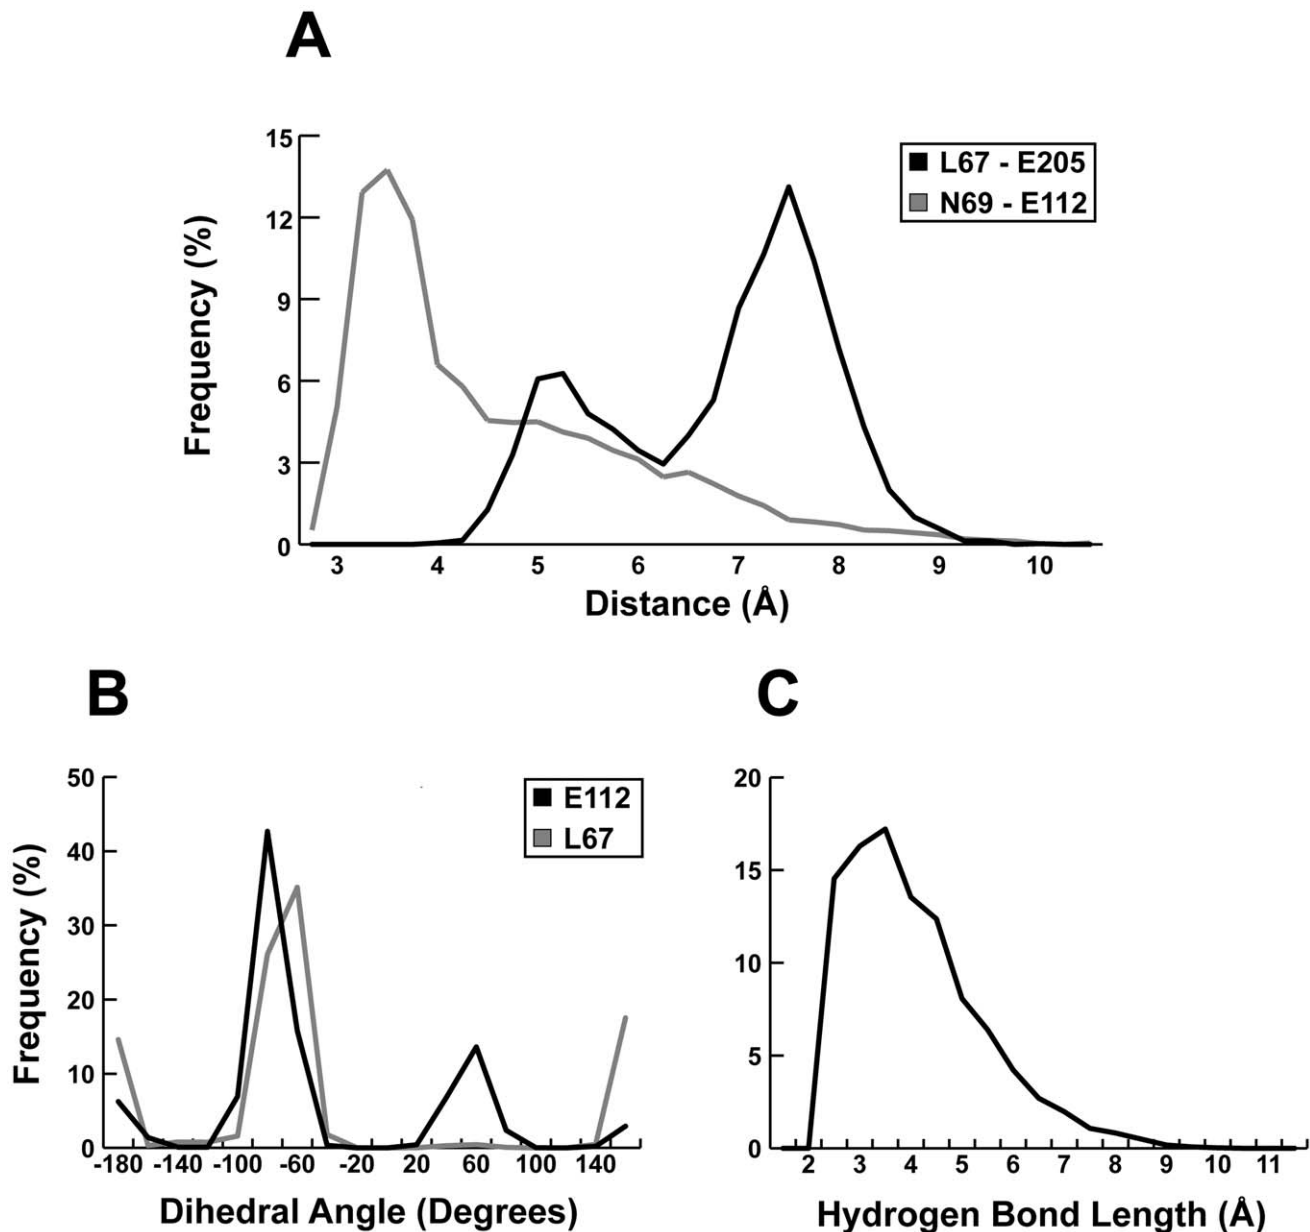 A
15
12
9
6
3
0
Frequency (%)
L67 - E205
N69 - E112
3 4 5 6 7 8 9 10
Distance (Å)
B
50
40
30
20
10
0
Frequency (%)
E112
L67
-180 -140 -100 -60 -20 20 60 100 140
Dihedral Angle (Degrees)
C
20
15
10
5
0
2 3 4 5 6 7 8 9 10 11
Hydrogen Bond Length (Å)